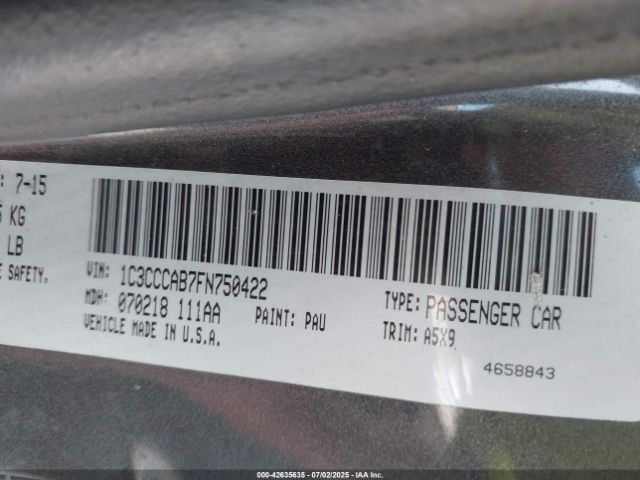 : 7-15
KG
LB
E SAFETY,
VIN: 1C3CCCAB7FN750422
MDH: 070218 111AA
PAINT: PAU
VEHICLE MADE IN U.S.A.
TYPE: PASSENGER CAR
TRIM: A5X9
4658843
000-42635635 | 07/02/2025 | IAA Inc.